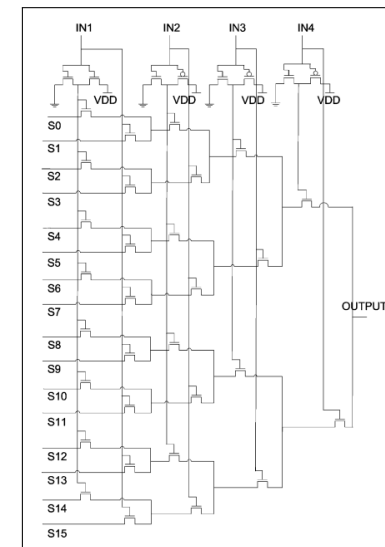 IN1 IN2 IN3 IN4
VDD VDD VDD VDD
S0
S1
S2
S3
S4
S5
S6
S7
OUTPUT
S8
S9
S10
S11
S12
S13
S14
S15